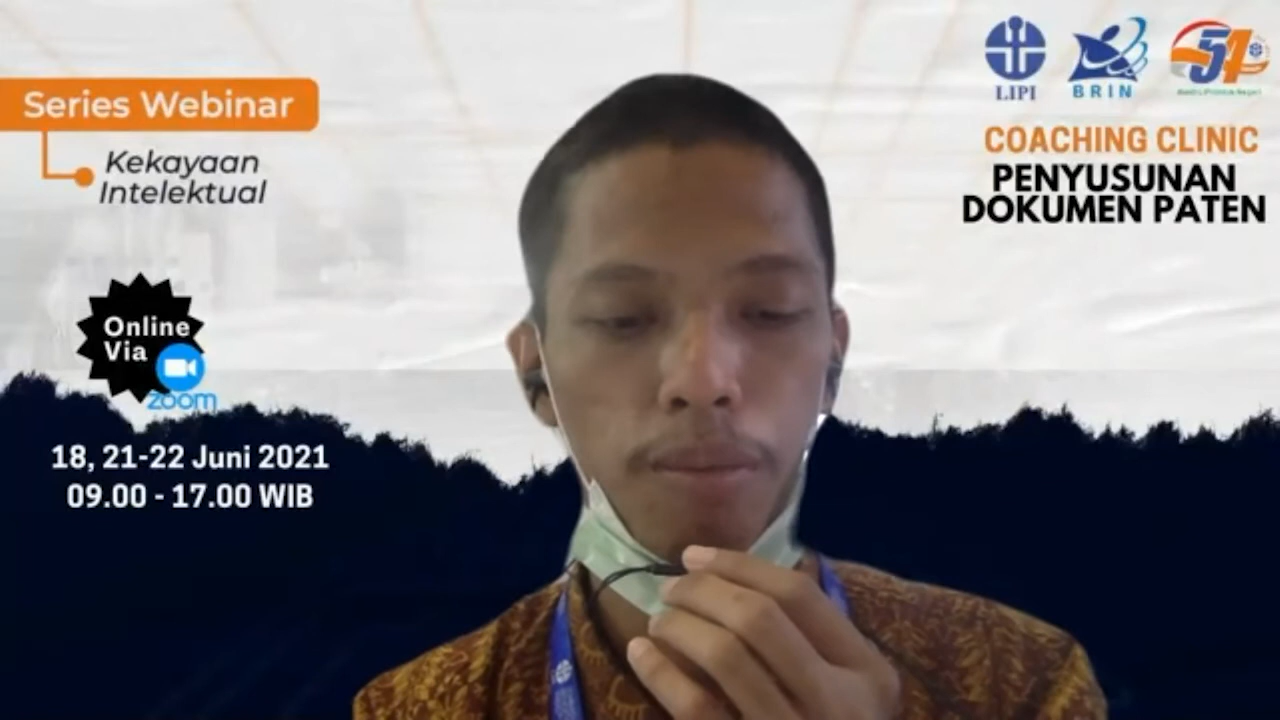 Series Webinar
Kekayaan
Intelektual
Online
Via
zoom
18, 21-22 Juni 2021
09.00 - 17.00 WIB
LIPI
BRIN
54
COACHING CLINIC
PENYUSUNAN
DOKUMEN PATEN